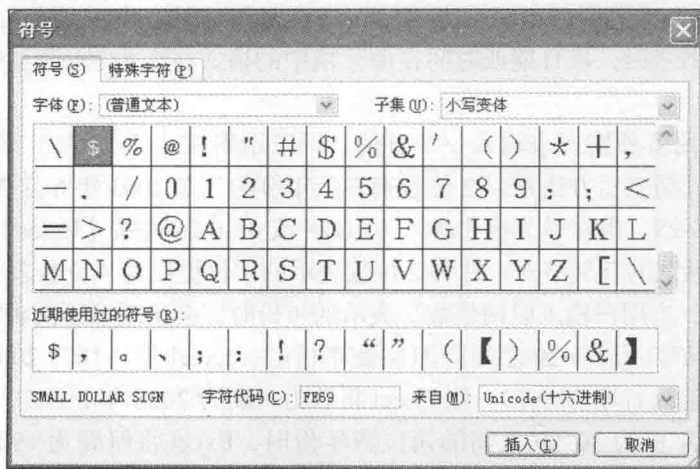 符号
符号(S) 特殊字符(P)
字体(F): (普通文本) 子集(U): 小写变体
\ $ % @ ! " # $ % & ' ( ) * + ,
- . / 0 1 2 3 4 5 6 7 8 9 : ; <
= > ? @ A B C D E F G H I J K L
M N O P Q R S T U V W X Y Z [ \
近期使用过的符号(R):
$ , 。 、 ; : ! ? “ ” ( 【 ) % & 】
SMALL DOLLAR SIGN 字符代码(C): FE69 来自(M): Unicode(十六进制)
插入(I) 取消